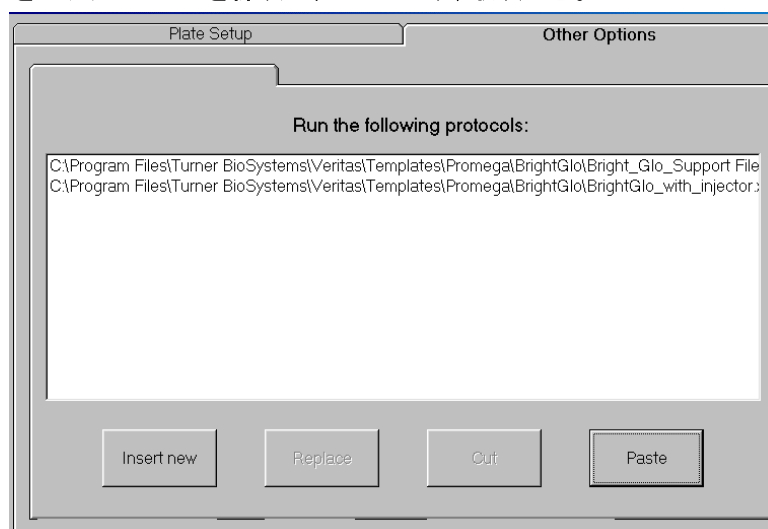 Plate Setup
Other Options
Run the following protocols:
C:\Program Files\Turner BioSystems\Veritas\Templates\Promega\BrightGlo\Bright_Glo_Support File
C:\Program Files\Turner BioSystems\Veritas\Templates\Promega\BrightGlo\BrightGlo_with_injector.x
Insert new
Replace
Cut
Paste